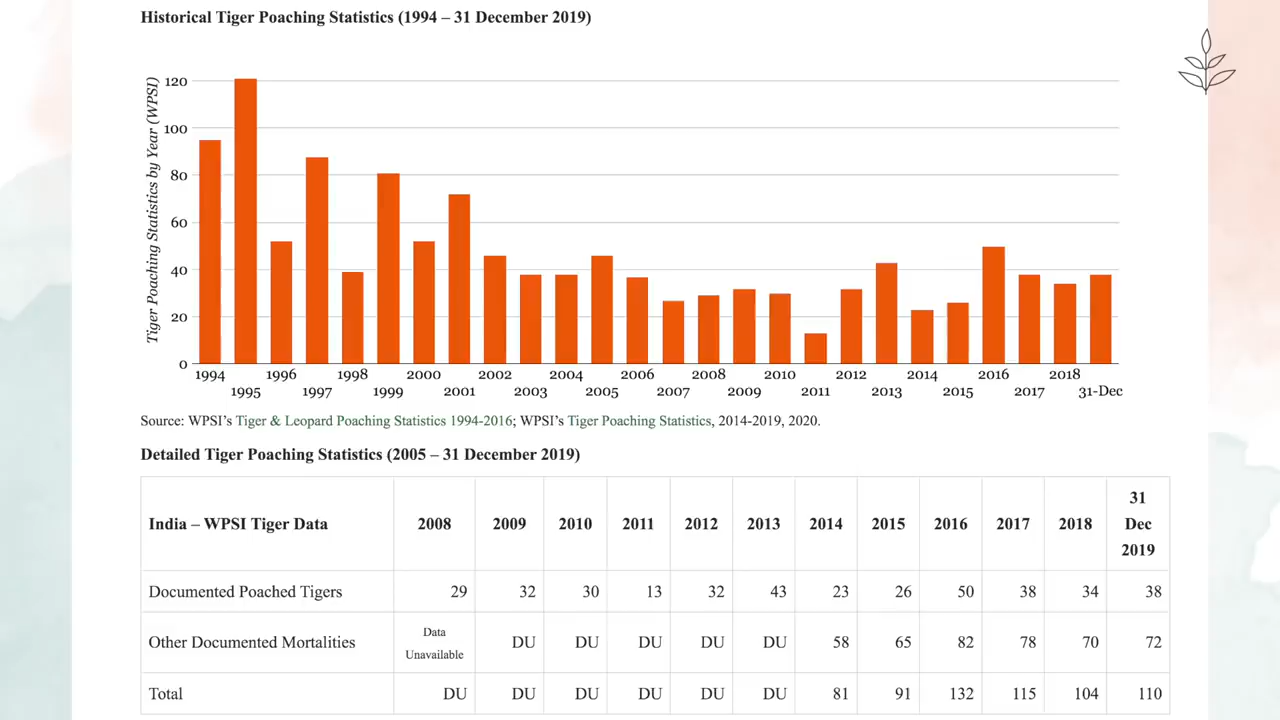 Historical Tiger Poaching Statistics (1994 – 31 December 2019)
Tiger Poaching Statistics by Year (WPSI)
120
100
80
60
40
20
0
1994 1996 1998 2000 2002 2004 2006 2008 2010 2012 2014 2016 2018
1995 1997 1999 2001 2003 2005 2007 2009 2011 2013 2015 2017 31-Dec
Source: WPSI's Tiger & Leopard Poaching Statistics 1994-2016; WPSI's Tiger Poaching Statistics, 2014-2019, 2020.
Detailed Tiger Poaching Statistics (2005 – 31 December 2019)
India – WPSI Tiger Data 2008 2009 2010 2011 2012 2013 2014 2015 2016 2017 2018 31
Dec
2019
Documented Poached Tigers 29 32 30 13 32 43 23 26 50 38 34 38
Other Documented Mortalities Data
Unavailable DU DU DU DU DU 58 65 82 78 70 72
Total DU DU DU DU DU DU 81 91 132 115 104 110